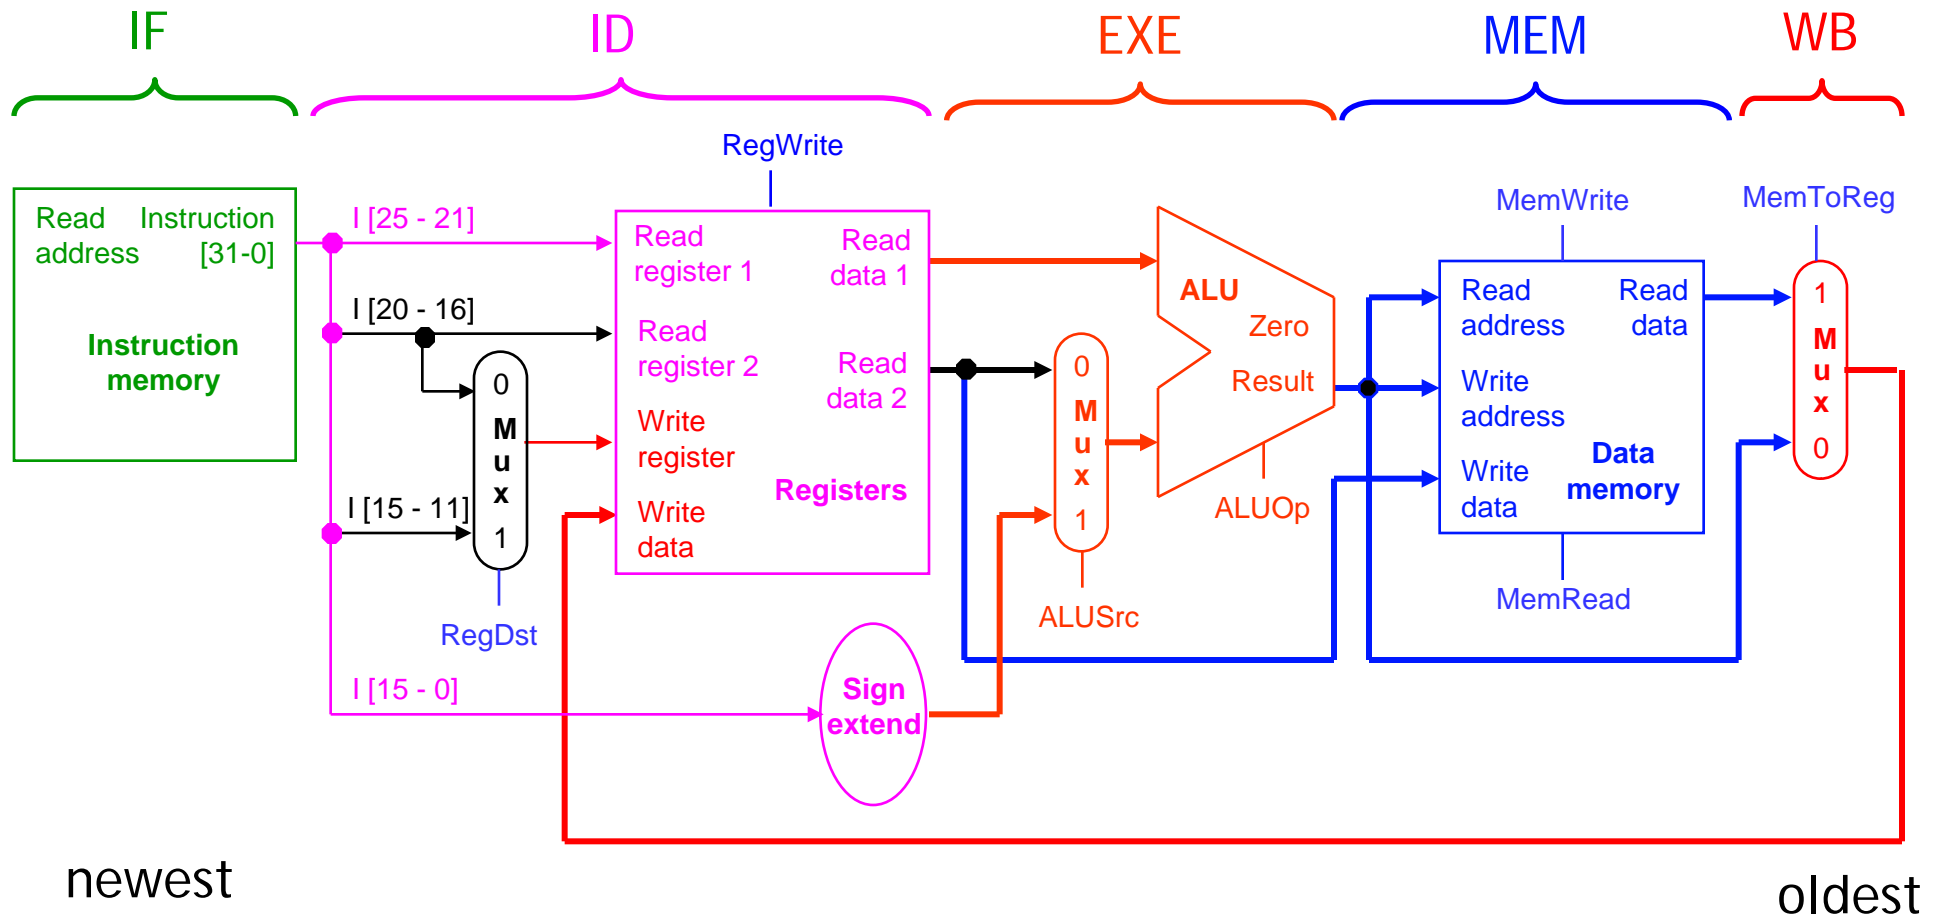 IF
ID
EXE
MEM
WB
RegWrite
MemWrite
MemToReg
Read Instruction
address [31-0]
Instruction
memory
I [25 - 21]
I [20 - 16]
I [15 - 11]
I [15 - 0]
0
M
u
x
1
RegDst
Read
register 1
Read
data 1
Read
register 2
Read
data 2
Write
register
Registers
Write
data
Sign
extend
0
M
u
x
1
ALUSrc
ALU
Zero
Result
ALUOp
Read
address
Read
data
Write
address
Data
memory
Write
data
MemRead
1
M
u
x
0
newest
oldest